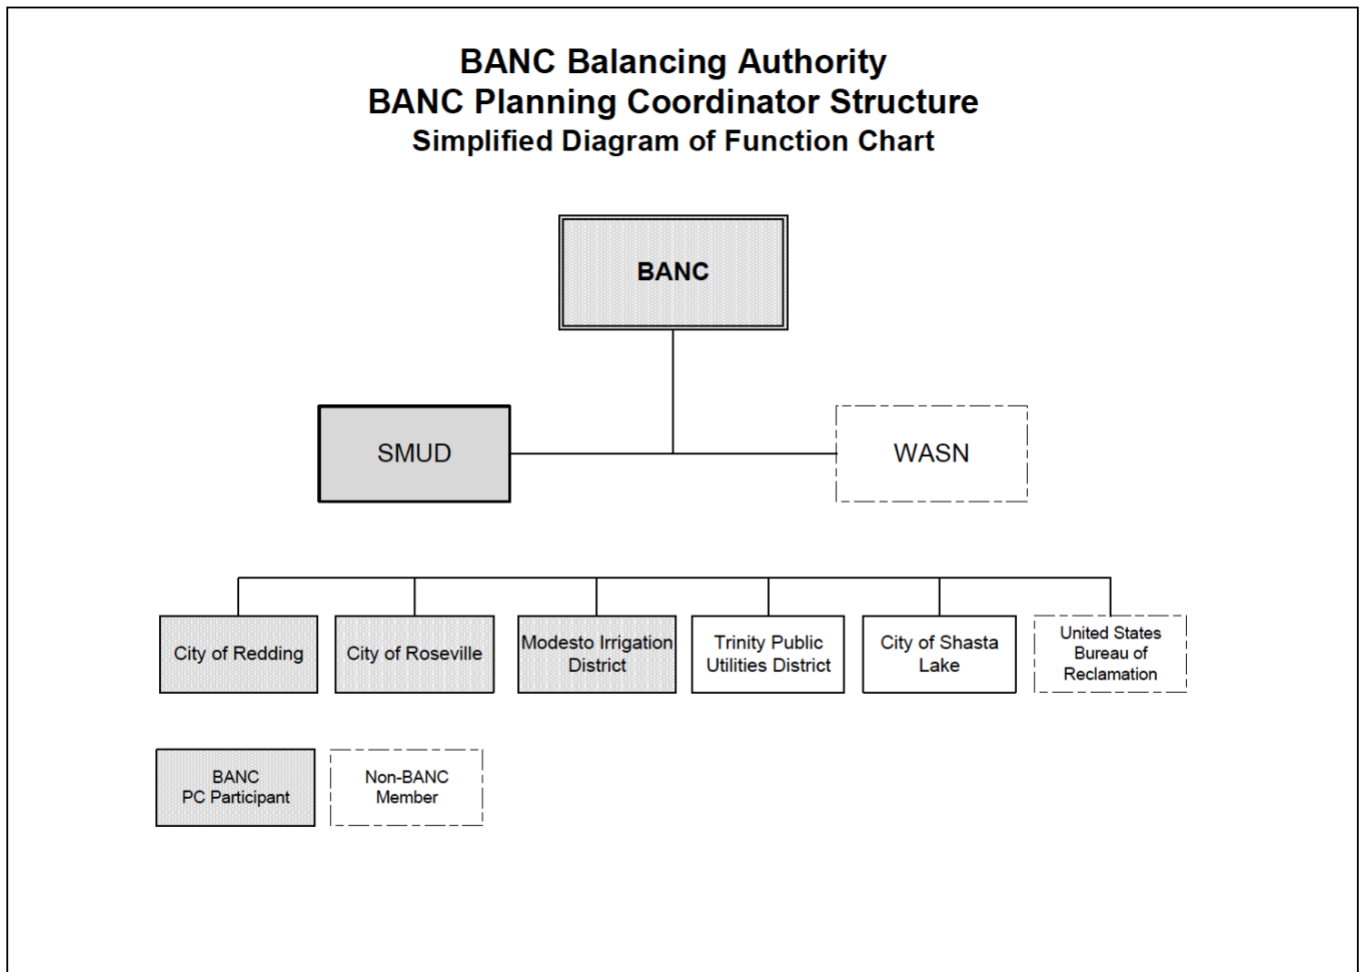 BANC Balancing Authority
BANC Planning Coordinator Structure
Simplified Diagram of Function Chart
BANC
SMUD
WASN
City of Redding
City of Roseville
Modesto Irrigation
District
Trinity Public
Utilities District
City of Shasta
Lake
United States
Bureau of
Reclamation
BANC
PC Participant
Non-BANC
Member